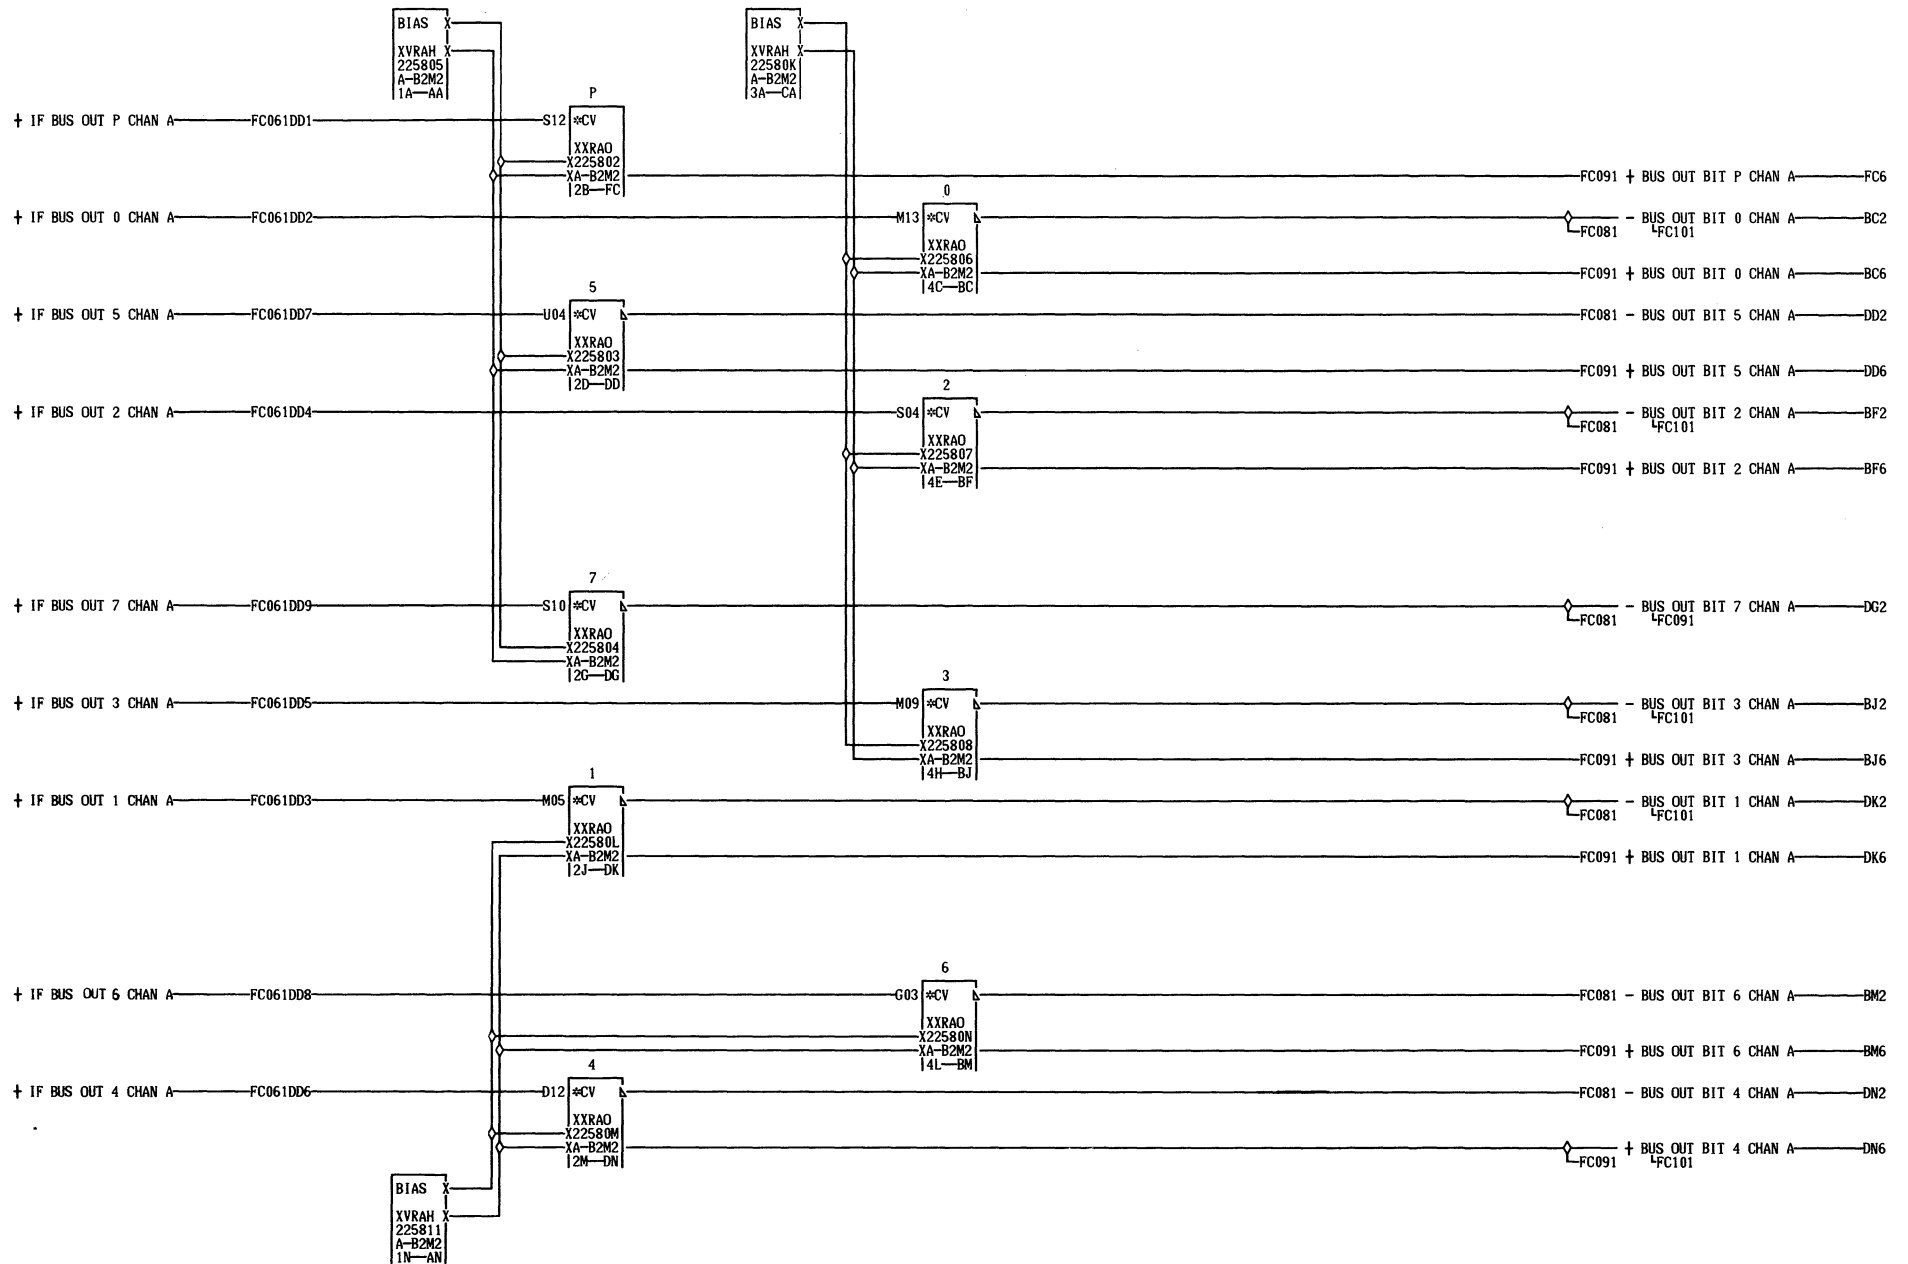 BIAS X
XVRAH X
225805
A-B2M2
1A—AA
BIAS X
XVRAH X
22580K
A-B2M2
3A—CA
P
+ IF BUS OUT P CHAN A FC061DD1 S12 *CV
XXRAO
X225802
XA-B2M2 FC091 + BUS OUT BIT P CHAN A FC6
2B—FC
0
+ IF BUS OUT 0 CHAN A FC061DD2 M13 *CV - BUS OUT BIT 0 CHAN A BC2
FC081 FC101
XXRAO
X225806
XA-B2M2 FC091 + BUS OUT BIT 0 CHAN A BC6
4C—BC
5
+ IF BUS OUT 5 CHAN A FC061DD7 U04 *CV FC081 - BUS OUT BIT 5 CHAN A DD2
XXRAO
X225803
XA-B2M2 FC091 + BUS OUT BIT 5 CHAN A DD6
2D—DD
2
+ IF BUS OUT 2 CHAN A FC061DD4 S04 *CV - BUS OUT BIT 2 CHAN A BF2
FC081 FC101
XXRAO
X225807
XA-B2M2 FC091 + BUS OUT BIT 2 CHAN A BF6
4E—BF
7
+ IF BUS OUT 7 CHAN A FC061DD9 S10 *CV - BUS OUT BIT 7 CHAN A DG2
FC081 FC091
XXRAO
X225804
XA-B2M2
2G—DG
3
+ IF BUS OUT 3 CHAN A FC061DD5 M09 *CV - BUS OUT BIT 3 CHAN A BJ2
FC081 FC101
XXRAO
X225808
XA-B2M2 FC091 + BUS OUT BIT 3 CHAN A BJ6
4H—BJ
1
+ IF BUS OUT 1 CHAN A FC061DD3 M05 *CV - BUS OUT BIT 1 CHAN A DK2
FC081 FC101
XXRAO
X22580L
XA-B2M2 FC091 + BUS OUT BIT 1 CHAN A DK6
2J—DK
6
+ IF BUS OUT 6 CHAN A FC061DD8 G03 *CV FC081 - BUS OUT BIT 6 CHAN A BM2
XXRAO
X22580N
XA-B2M2 FC091 + BUS OUT BIT 6 CHAN A BM6
4L—BM
4
+ IF BUS OUT 4 CHAN A FC061DD6 D12 *CV FC081 - BUS OUT BIT 4 CHAN A DN2
XXRAO
X22580M
XA-B2M2 + BUS OUT BIT 4 CHAN A DN6
2M—DN FC091 FC101
BIAS X
XVRAH X
225811
A-B2M2
1N—AN